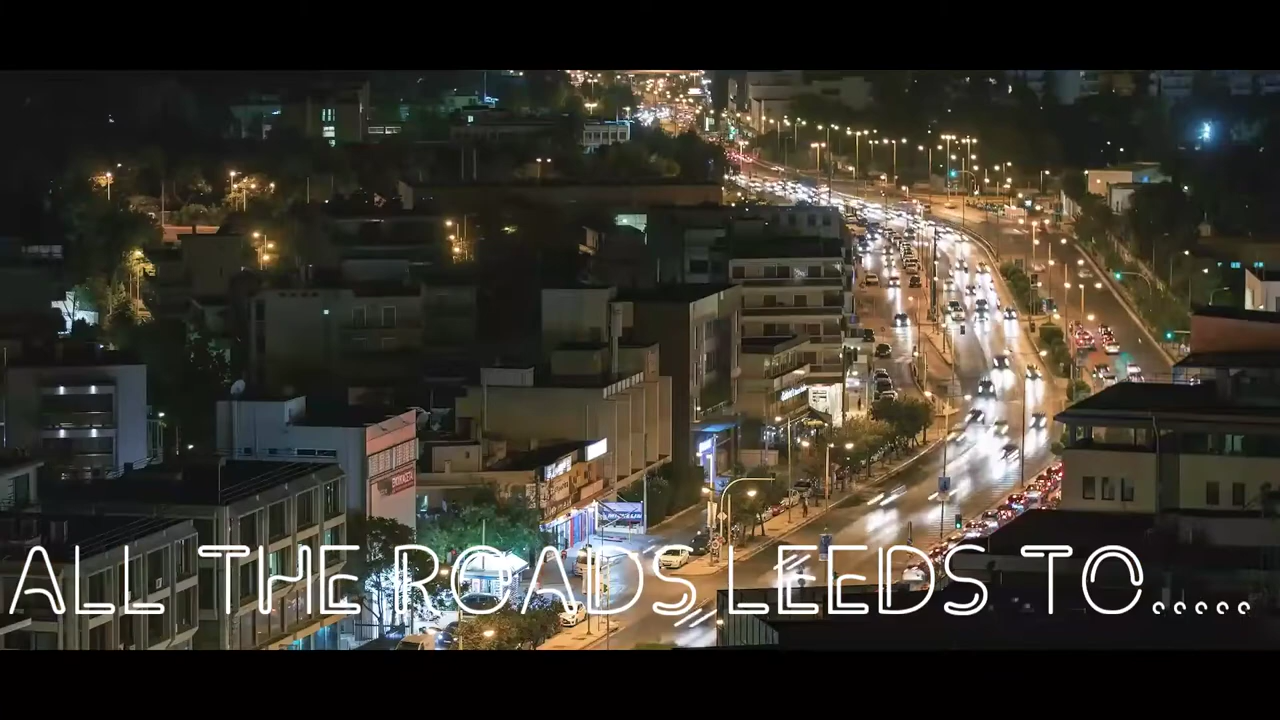 ALL THE ROADS LEEDS TO.....